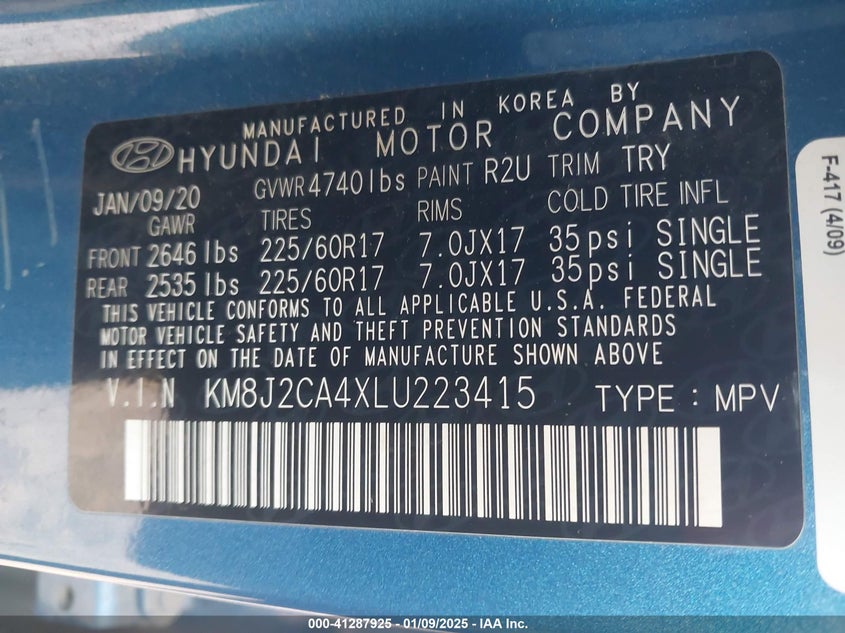 MANUFACTURED IN KOREA BY
HYUNDAI MOTOR COMPANY
JAN/09/20 GVWR 4740 lbs PAINT R2U TRIM TRY
GAWR TIRES RIMS COLD TIRE INFL
FRONT 2646 lbs 225/60R17 7.0JX17 35psi SINGLE
REAR 2535 lbs 225/60R17 7.0JX17 35psi SINGLE
THIS VEHICLE CONFORMS TO ALL APPLICABLE U.S.A. FEDERAL
MOTOR VEHICLE SAFETY AND THEFT PREVENTION STANDARDS
IN EFFECT ON THE DATE OF MANUFACTURE SHOWN ABOVE
V.I.N KM8J2CA4XLU223415 TYPE : MPV
F-417 (4/09)
000-41287925 - 01/09/2025 - © IAA Inc.